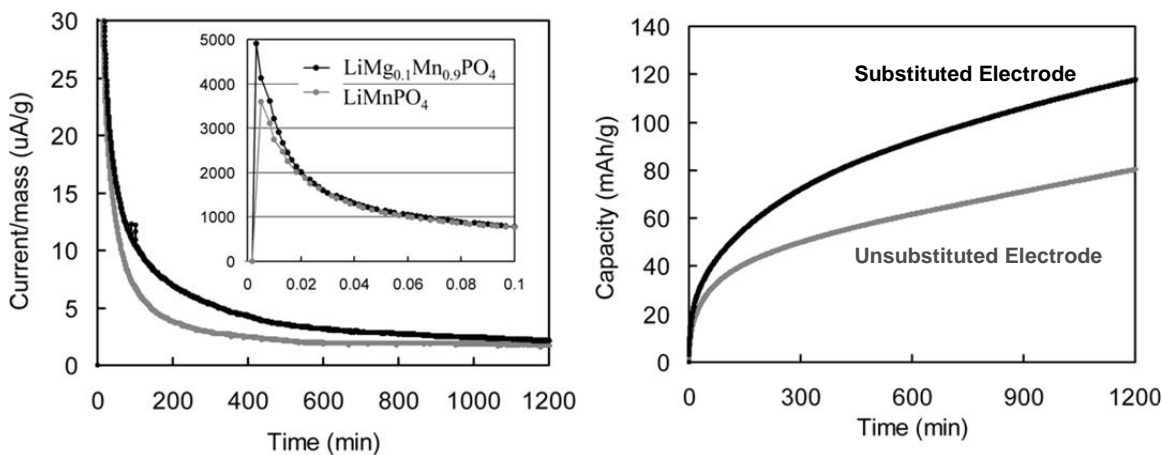 30
25
20
15
10
5
0
Current/mass (uA/g)
0 200 400 600 800 1000 1200
Time (min)
5000
4000
3000
2000
1000
0
0 0.02 0.04 0.06 0.08 0.1
LiMg0.1Mn0.9PO4
LiMnPO4
140
120
100
80
60
40
20
0
Capacity (mAh/g)
0 300 600 900 1200
Time (min)
Substituted Electrode
Unsubstituted Electrode